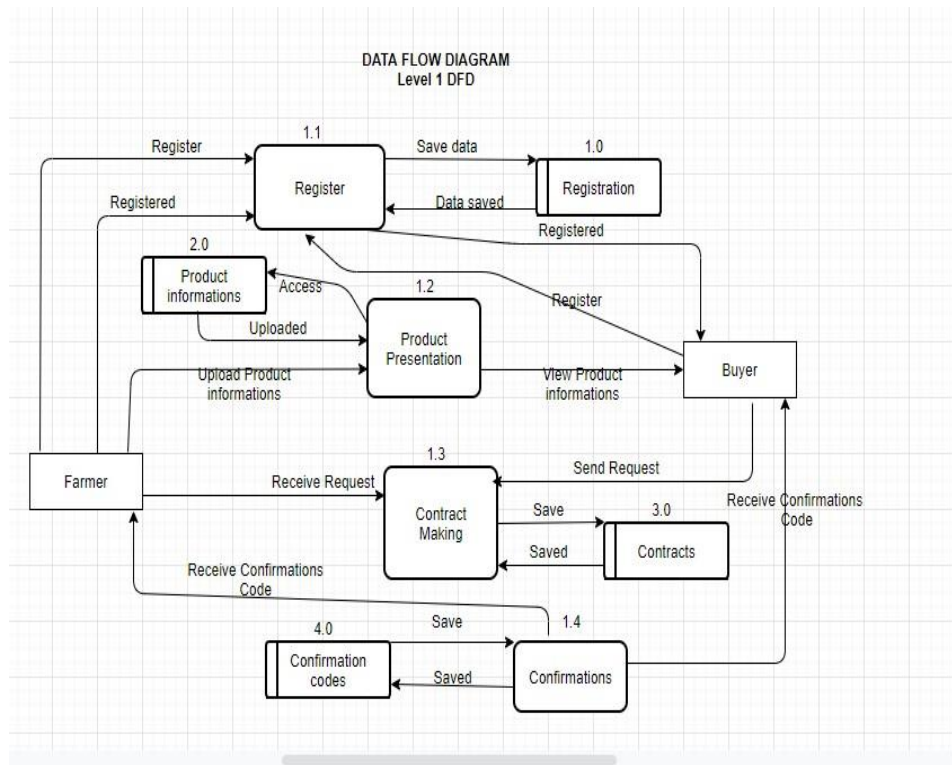 DATA FLOW DIAGRAM
Level 1 DFD
1.1
Register
Save data
1.0
Register
Registration
Registered
Data saved
Registered
2.0
Product
informations
Access
1.2
Register
Uploaded
Product
Presentation
Buyer
Upload Product
informations
View Product
informations
1.3
Farmer
Receive Request
Send Request
Contract
Making
Save
3.0
Receive Confirmations
Code
Saved
Contracts
Receive Confirmations
Code
4.0
Save
1.4
Confirmation
codes
Saved
Confirmations